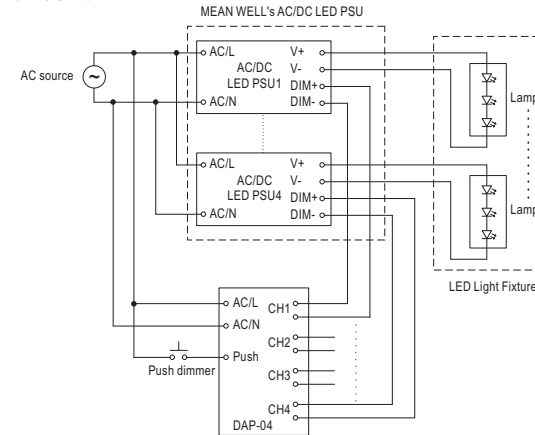 MEAN WELL's AC/DC LED PSU
AC source
~
AC/L
V+
AC/DC
LED PSU1
V-
DIM+
AC/N
DIM-
Lamp
AC/L
V+
AC/DC
LED PSU4
V-
DIM+
AC/N
DIM-
Lamp
LED Light Fixture
AC/L
CH1
AC/N
CH2
Push
Push dimmer
CH3
CH4
DAP-04